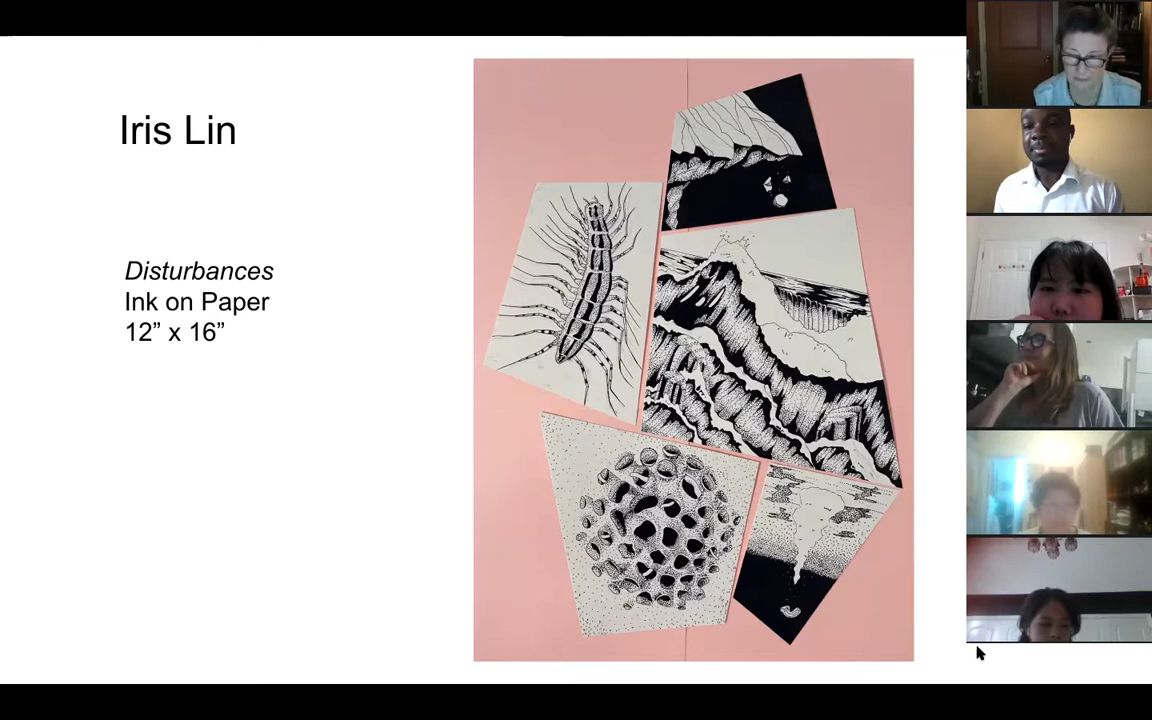 Iris Lin
Disturbances
Ink on Paper
12” x 16”